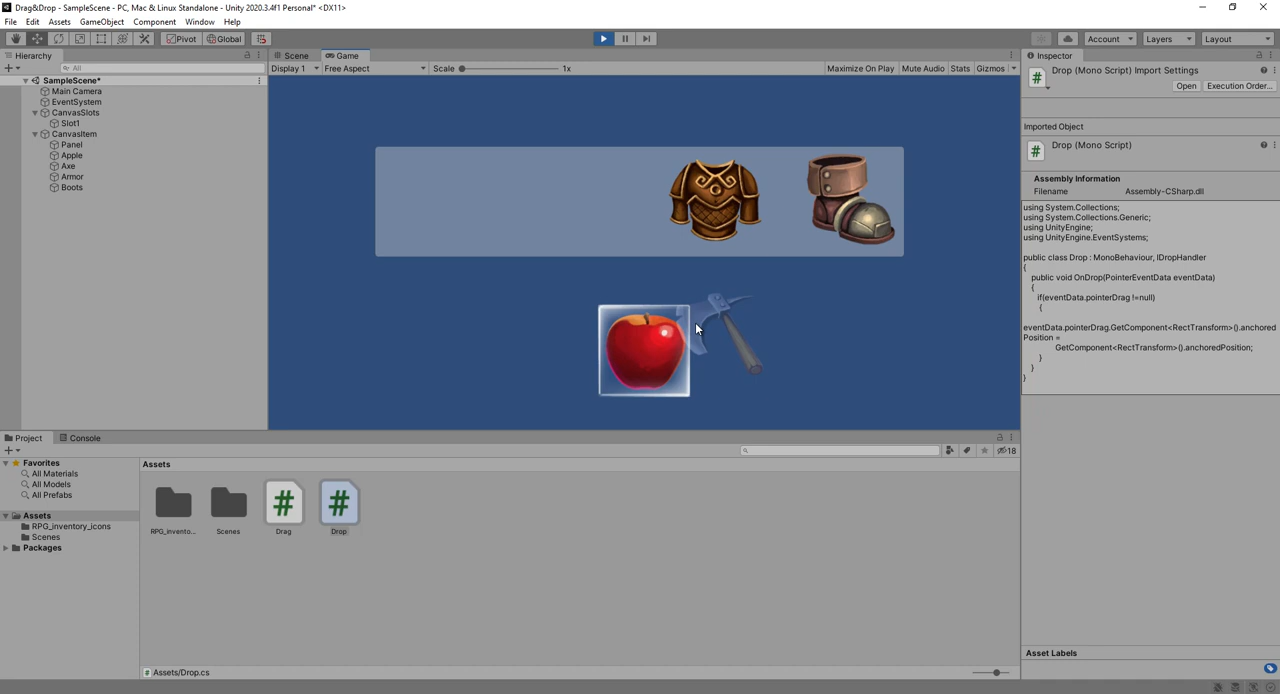 Drag&Drop - SampleScene - PC, Mac & Linux Standalone - Unity 2020.3.4f1 Personal* <DX11>
File Edit Assets GameObject Component Window Help
Pivot Global Account Layers Layout
Hierarchy
All
SampleScene*
Main Camera
EventSystem
CanvasSlots
Slot1
CanvasItem
Panel
Apple
Axe
Armor
Boots
Scene Game
Display 1 Free Aspect Scale 1x Maximize On Play Mute Audio Stats Gizmos
Inspector
Drop (Mono Script) Import Settings
Open Execution Order...
Imported Object
Drop (Mono Script)
Assembly Information
Filename Assembly-CSharp.dll
using System.Collections;
using System.Collections.Generic;
using UnityEngine;
using UnityEngine.EventSystems;
public class Drop : MonoBehaviour, IDropHandler
{
public void OnDrop(PointerEventData eventData)
{
if(eventData.pointerDrag !=null)
{
eventData.pointerDrag.GetComponent<RectTransform>().anchored
Position =
GetComponent<RectTransform>().anchoredPosition;
}
}
}
Asset Labels
Project Console
18
Favorites
All Materials
All Models
All Prefabs
Assets
RPG_inventory_icons
Scenes
Packages
Assets
RPG_invento... Scenes Drag Drop
Assets/Drop.cs